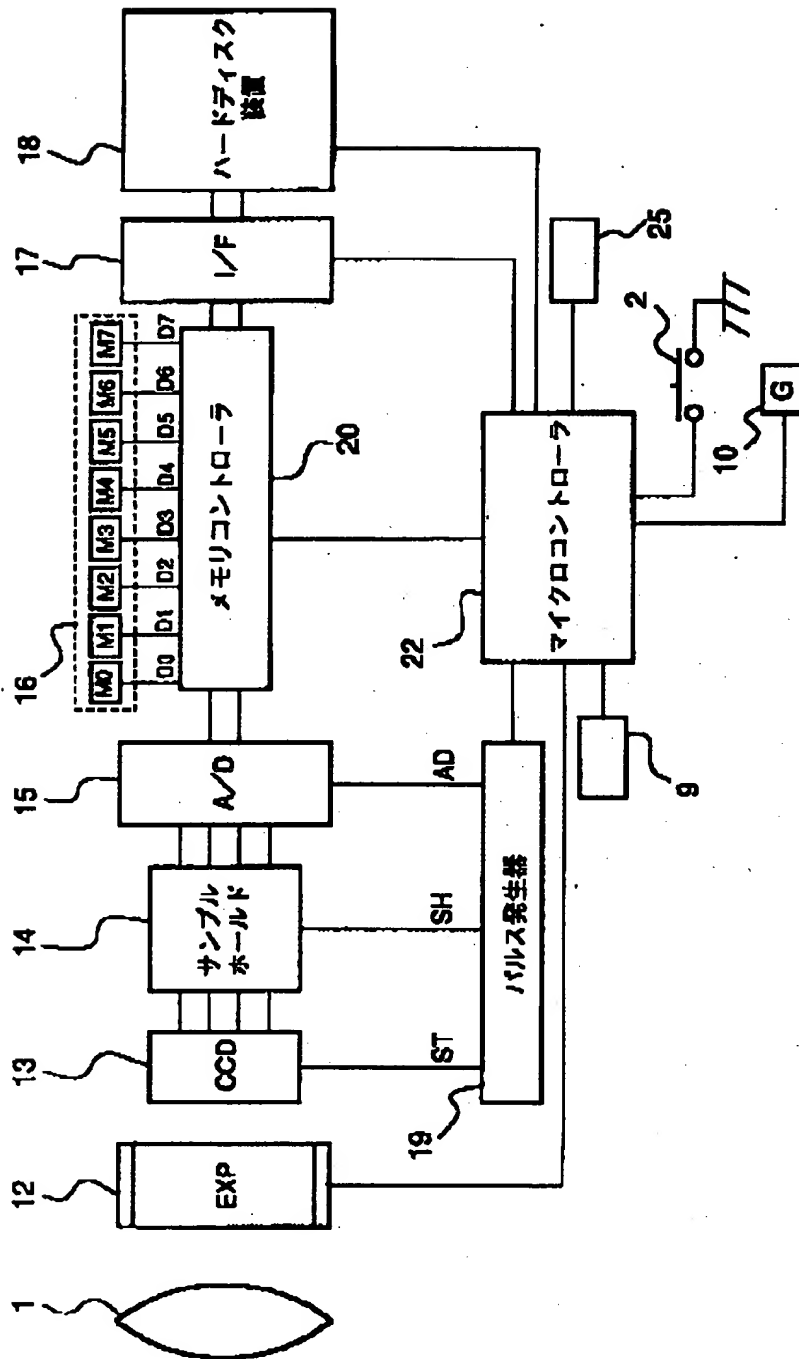 1
12
EXP
13
CCD
14
サンプル
ホールド
15
A/D
16
M0
M1
M2
M3
M4
M5
M6
M7
D0
D1
D2
D3
D4
D5
D6
D7
メモリコントローラ
20
17
I/F
18
ハードディスク
装置
ST
SH
AD
19
パルス発生器
22
マイクロコントローラ
9
25
2
10
G